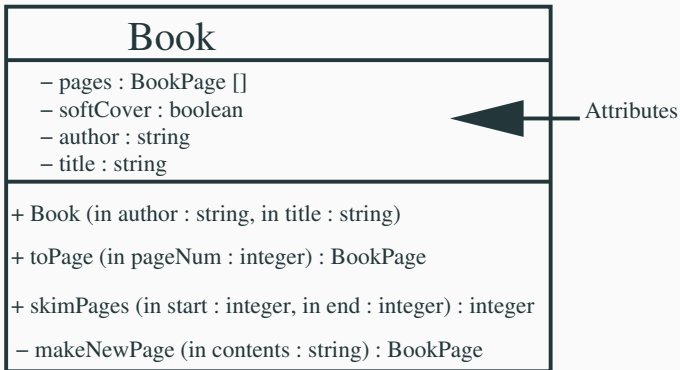 Book
− pages : BookPage []
− softCover : boolean
− author : string
− title : string
Attributes
+ Book (in author : string, in title : string)
+ toPage (in pageNum : integer) : BookPage
+ skimPages (in start : integer, in end : integer) : integer
− makeNewPage (in contents : string) : BookPage